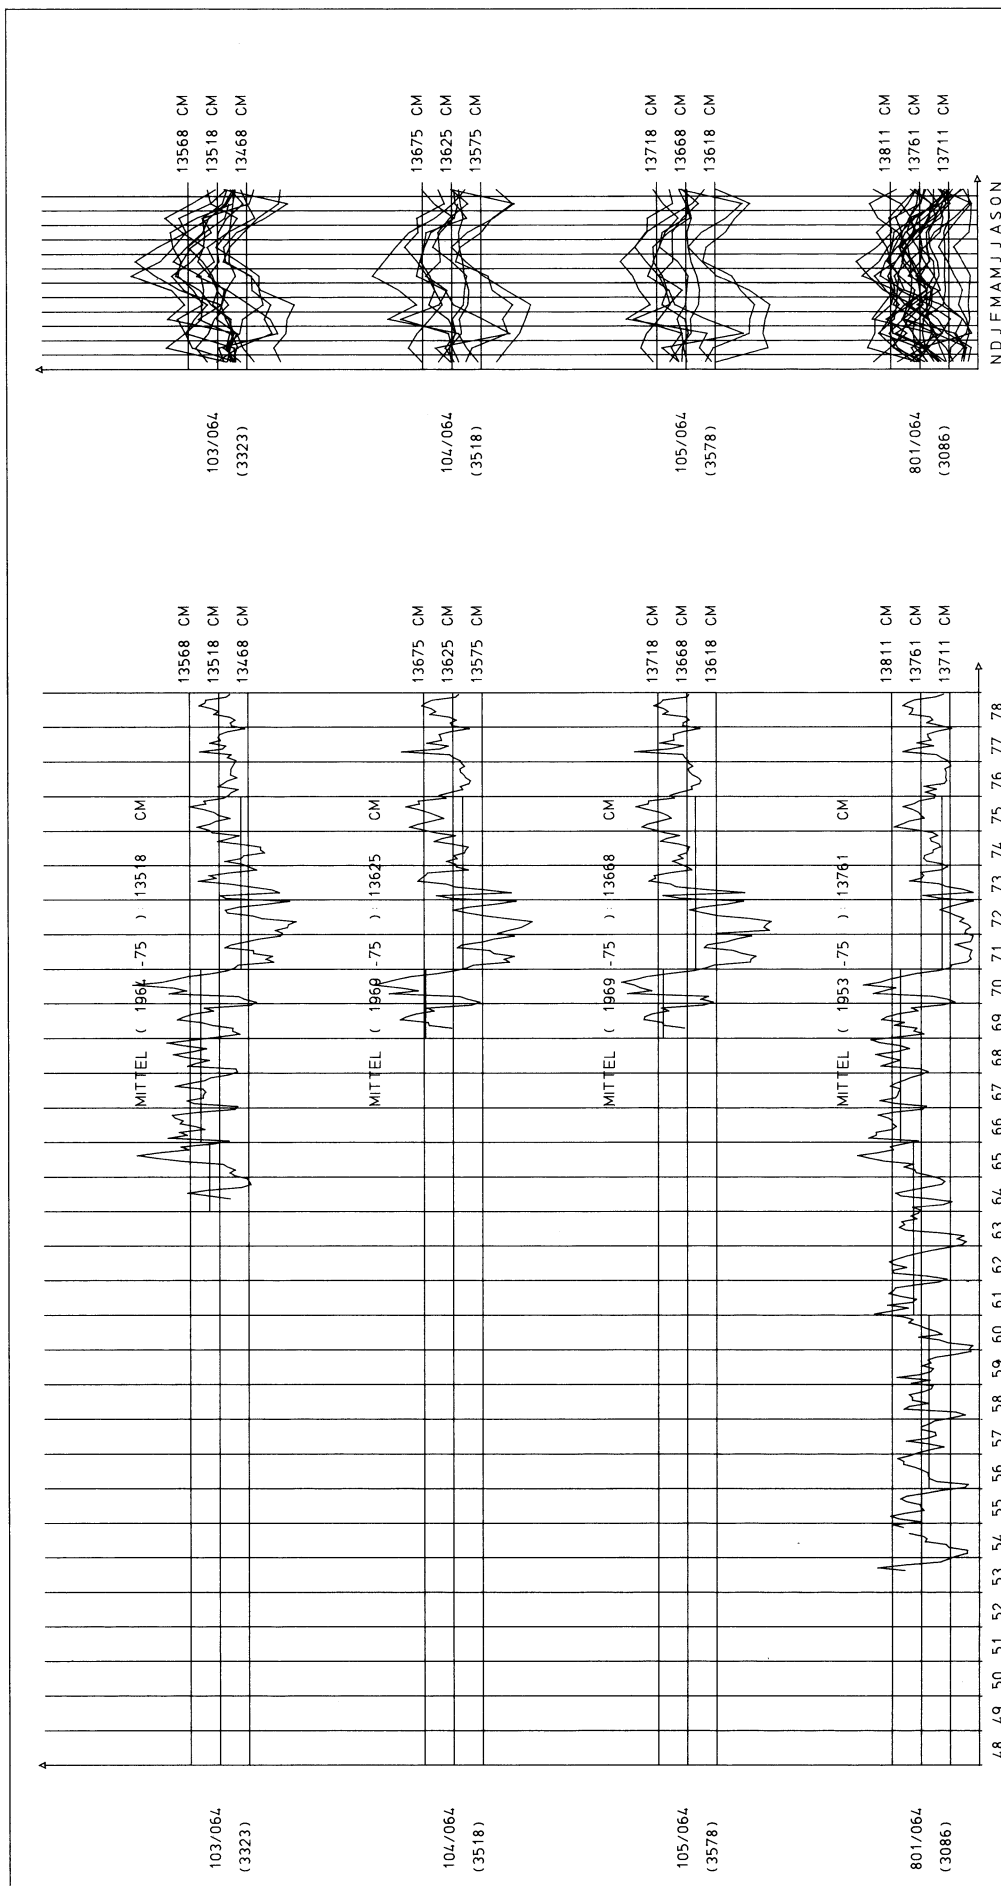 103/064
(3323)
13568 CM
13518 CM
13468 CM
MITTEL ( 1964 -75 ): 13518 CM
104/064
(3518)
13675 CM
13625 CM
13575 CM
MITTEL ( 1969 -75 ): 13625 CM
105/064
(3578)
13718 CM
13668 CM
13618 CM
MITTEL ( 1969 -75 ): 13668 CM
801/064
(3086)
13811 CM
13761 CM
13711 CM
MITTEL ( 1953 -75 ): 13761 CM
48 49 50 51 52 53 54 55 56 57 58 59 60 61 62 63 64 65 66 67 68 69 70 71 72 73 74 75 76 77 78
103/064
(3323)
13568 CM
13518 CM
13468 CM
104/064
(3518)
13675 CM
13625 CM
13575 CM
105/064
(3578)
13718 CM
13668 CM
13618 CM
801/064
(3086)
13811 CM
13761 CM
13711 CM
N D J F M A M J J A S O N